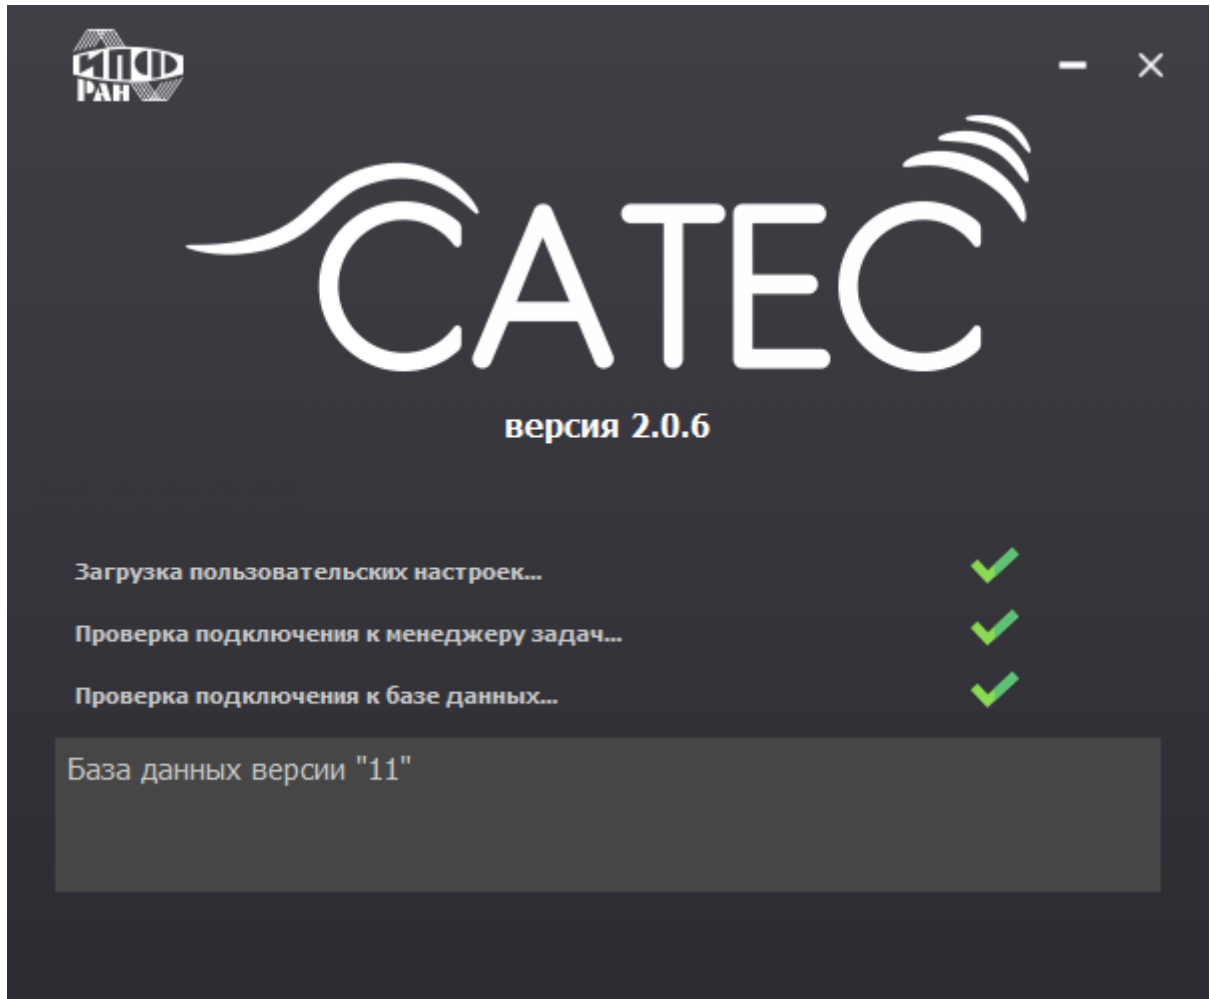 ИПФ
РАН
CATEC
версия 2.0.6
Загрузка пользовательских настроек...
Проверка подключения к менеджеру задач...
Проверка подключения к базе данных...
База данных версии "11"